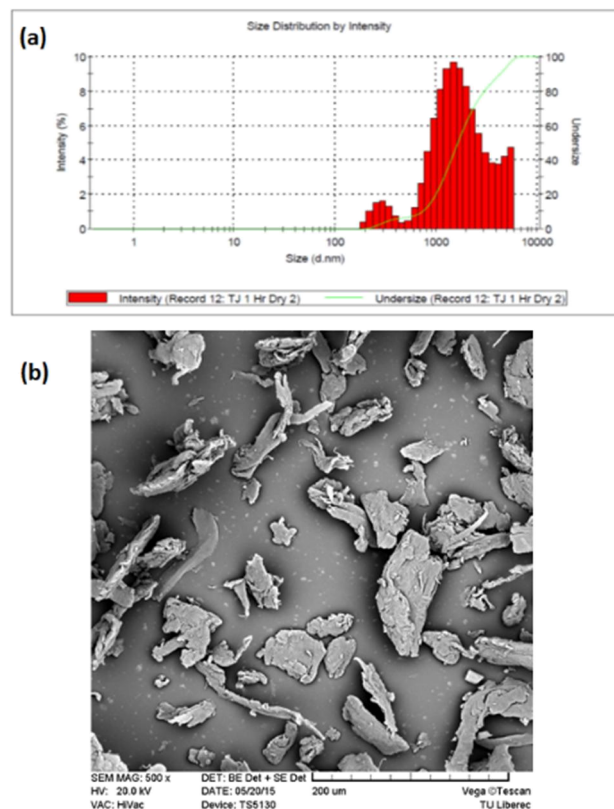 (a)
Size Distribution by Intensity
Intensity (%)
10
8
6
4
2
0
100
80
60
40
20
0
Undersize
1 10 100 1000 10000
Size (d.nm)
Intensity (Record 12: TJ 1 Hr Dry 2) Undersize (Record 12: TJ 1 Hr Dry 2)
(b)
SEM MAG: 500 x DET: BE Det + SE Det
HV: 20.0 kV DATE: 05/20/15 200 um Vega ©Tescan
VAC: HiVac Device: TS5130 TU Liberec